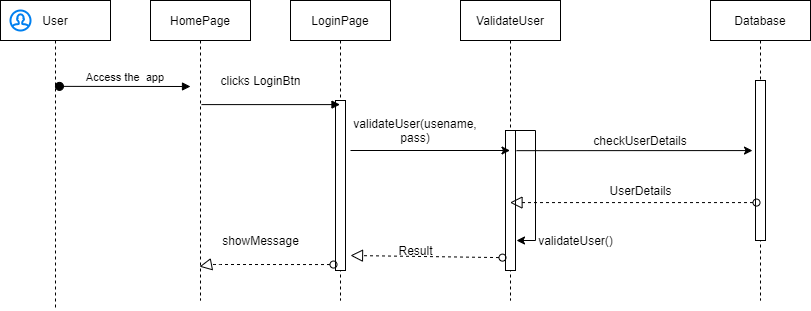 User
HomePage
LoginPage
ValidateUser
Database
Access the app
clicks LoginBtn
validateUser(usename,
pass)
checkUserDetails
UserDetails
validateUser()
Result
showMessage